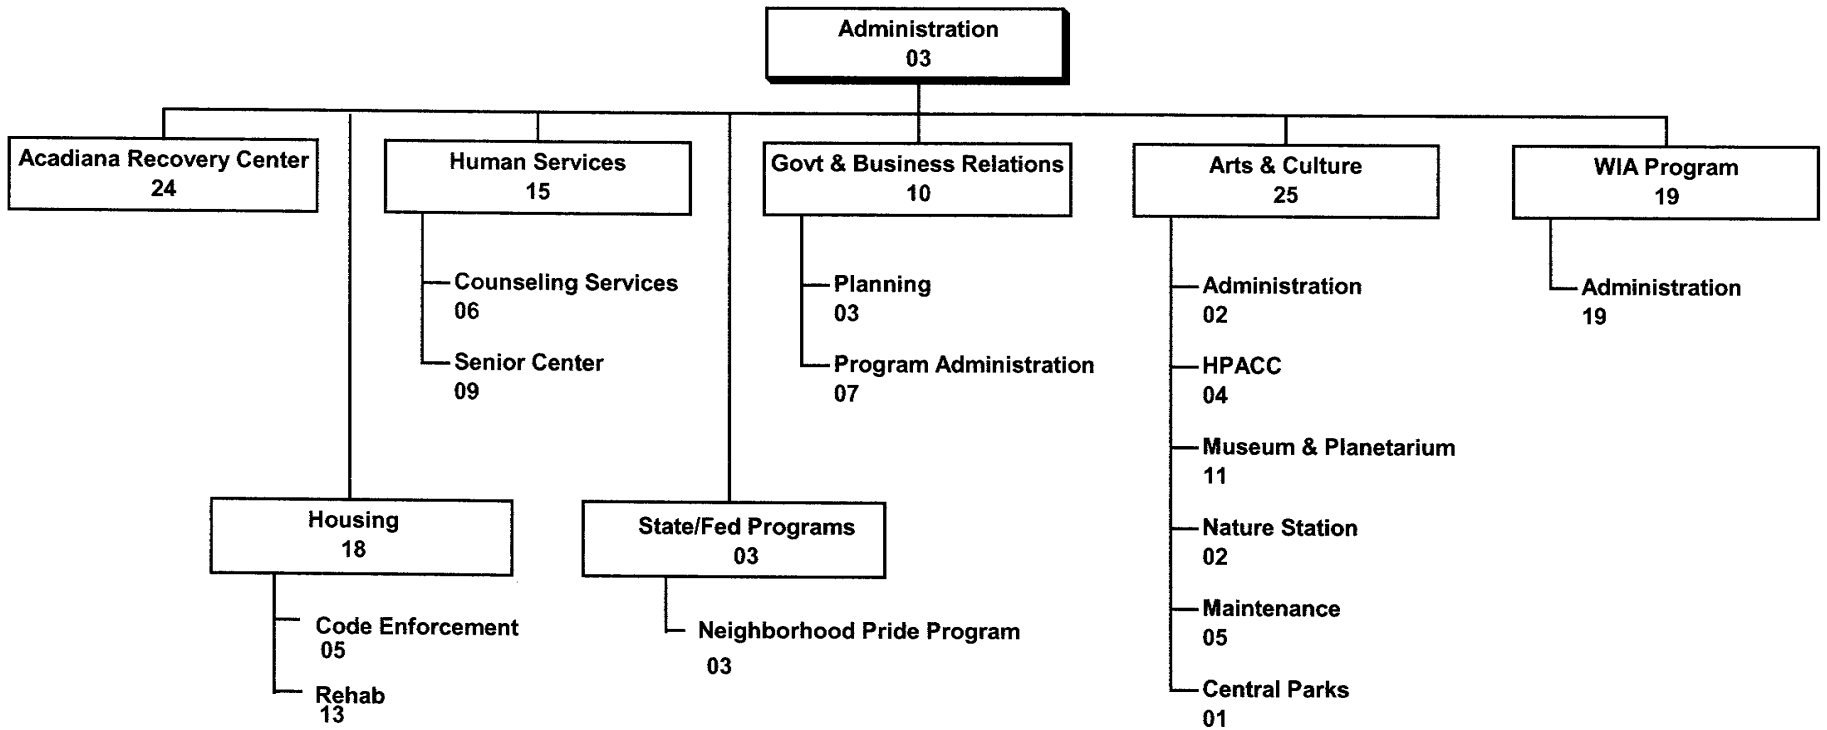 Administration
03
Acadiana Recovery Center
24
Human Services
15
Govt & Business Relations
10
Arts & Culture
25
WIA Program
19
Counseling Services
06
Senior Center
09
Planning
03
Program Administration
07
Administration
02
HPACC
04
Museum & Planetarium
11
Nature Station
02
Maintenance
05
Central Parks
01
Administration
19
Housing
18
Code Enforcement
05
Rehab
13
State/Fed Programs
03
Neighborhood Pride Program
03